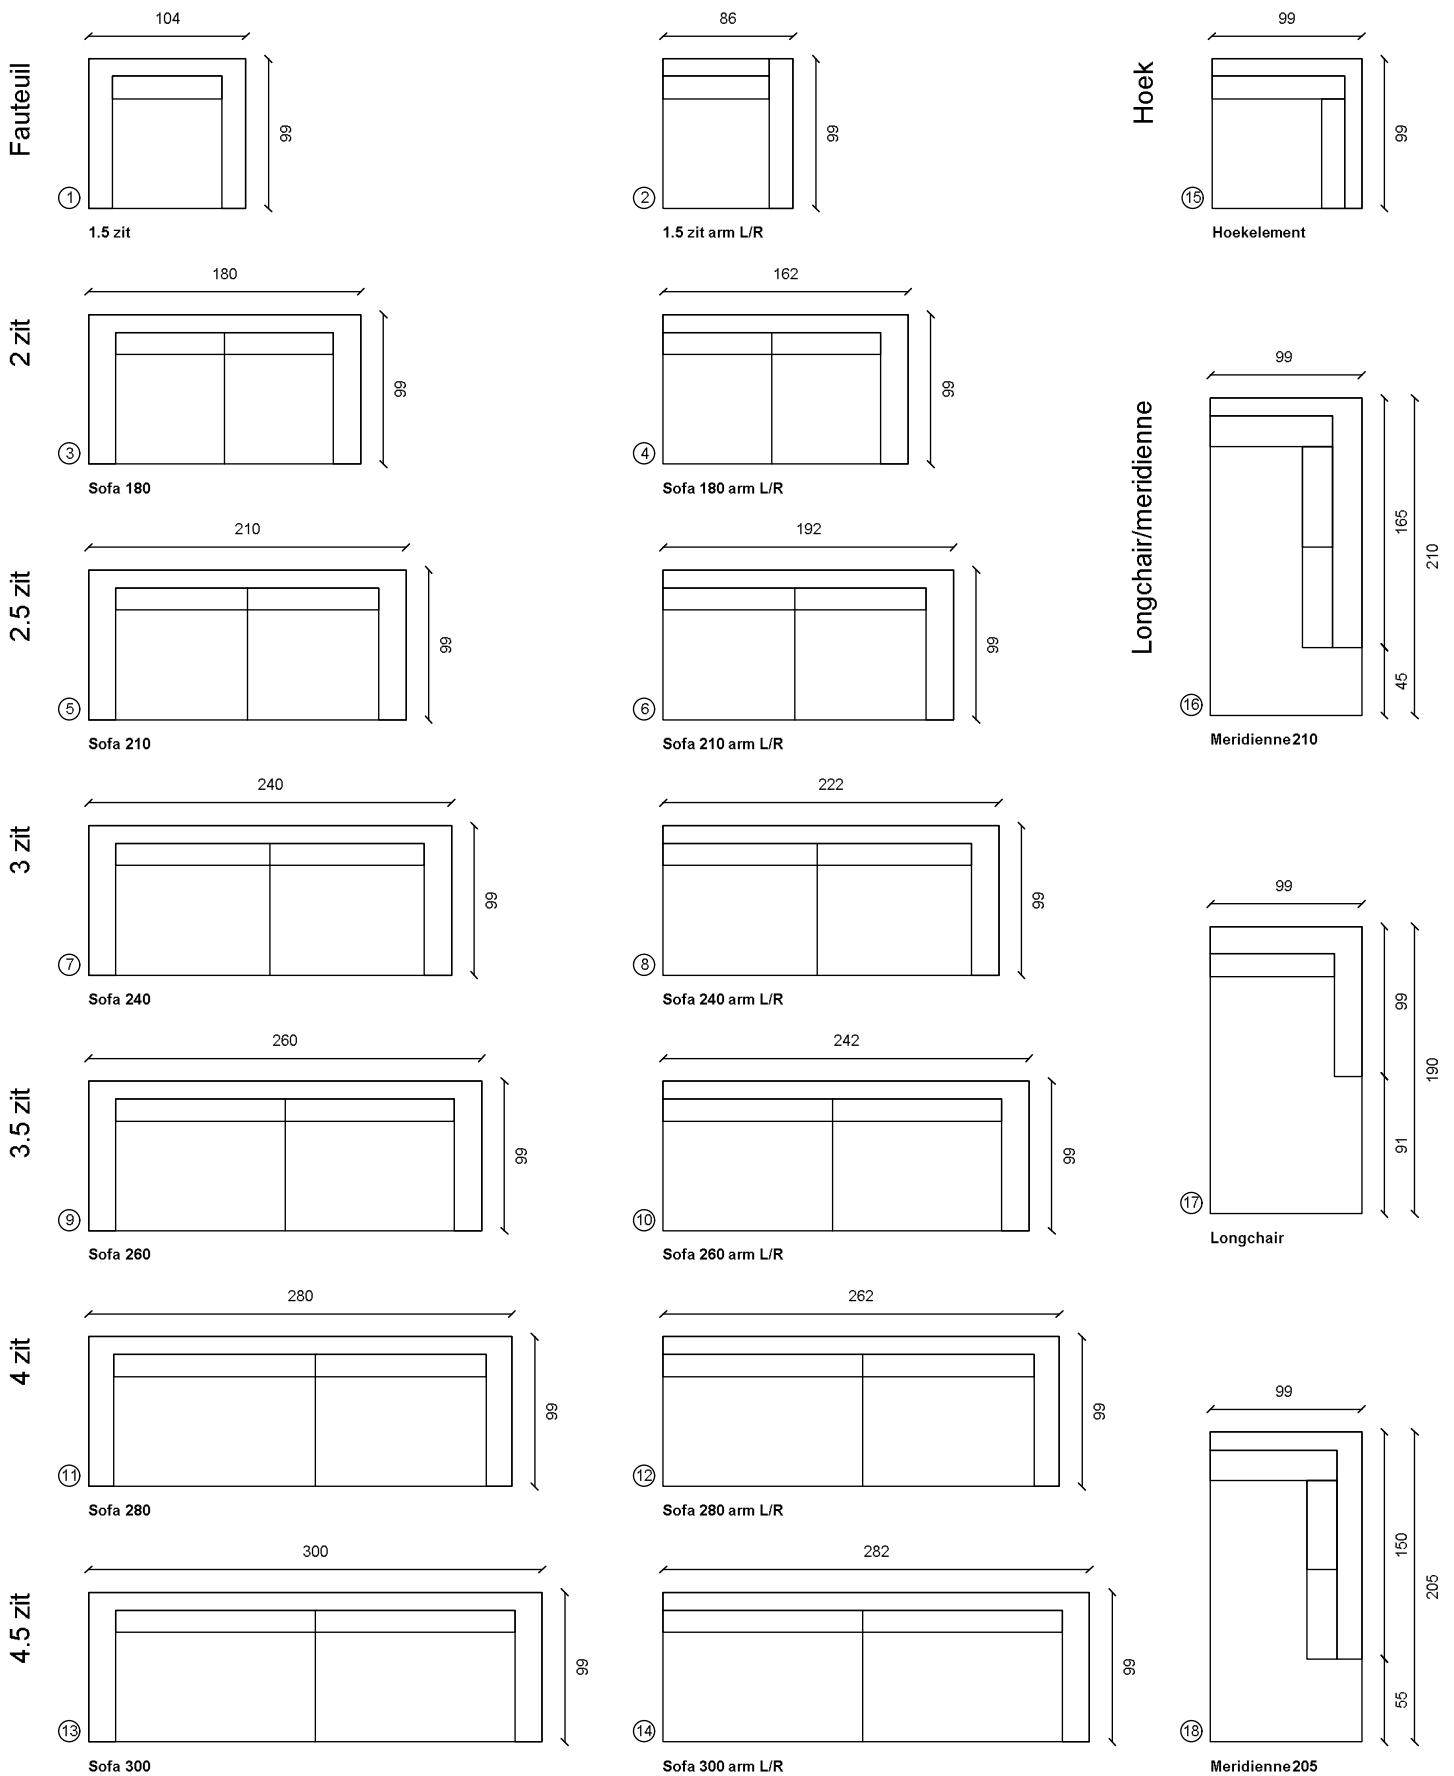 104
86
99
Fauteuil
Hoek
99
99
99
1
2
15
1.5 zit
1.5 zit arm L/R
Hoekelement
180
162
2 zit
99
99
3
4
Sofa 180
Sofa 180 arm L/R
99
Longchair/meridienne
165
210
45
16
Meridienne210
210
192
2.5 zit
99
99
5
6
Sofa 210
Sofa 210 arm L/R
240
222
3 zit
99
99
7
8
Sofa 240
Sofa 240 arm L/R
99
99
190
91
17
Longchair
260
242
3.5 zit
99
99
9
10
Sofa 260
Sofa 260 arm L/R
280
262
4 zit
99
99
11
12
Sofa 280
Sofa 280 arm L/R
99
150
205
55
18
Meridienne205
300
282
4.5 zit
99
99
13
14
Sofa 300
Sofa 300 arm L/R